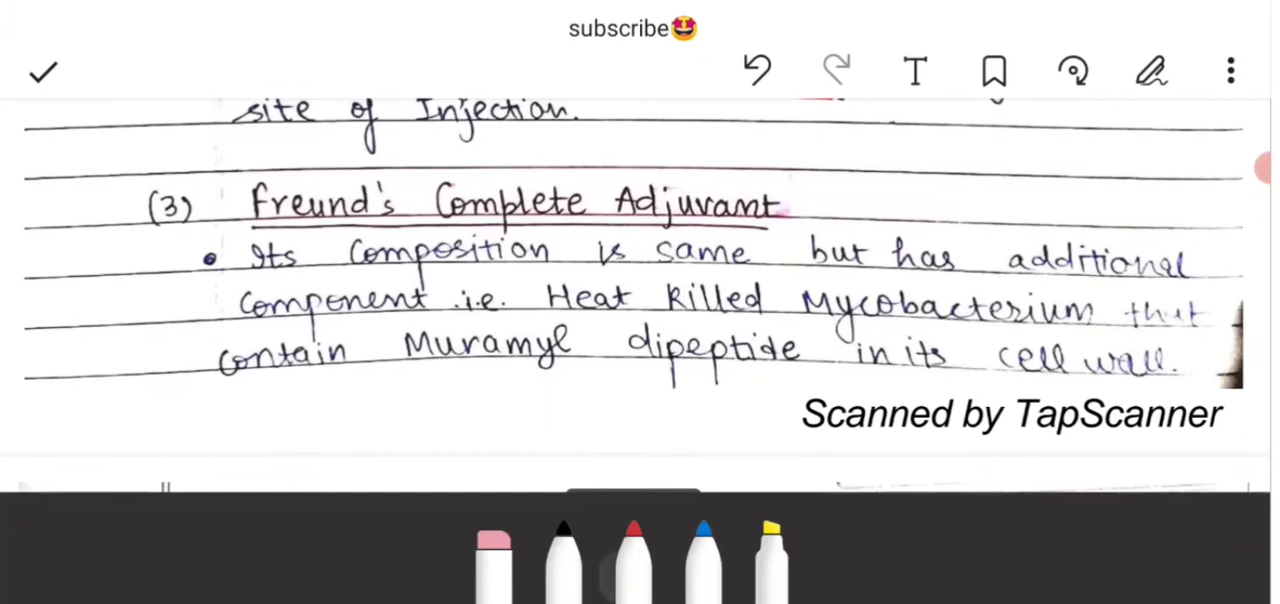 subscribe🤩
T
site of Injection.
(3) Freund's Complete Adjuvant
• Its Composition is same but has additional
Component i.e. Heat Killed Mycobacterium that
contain Muramyl dipeptide in its cell wall.
Scanned by TapScanner